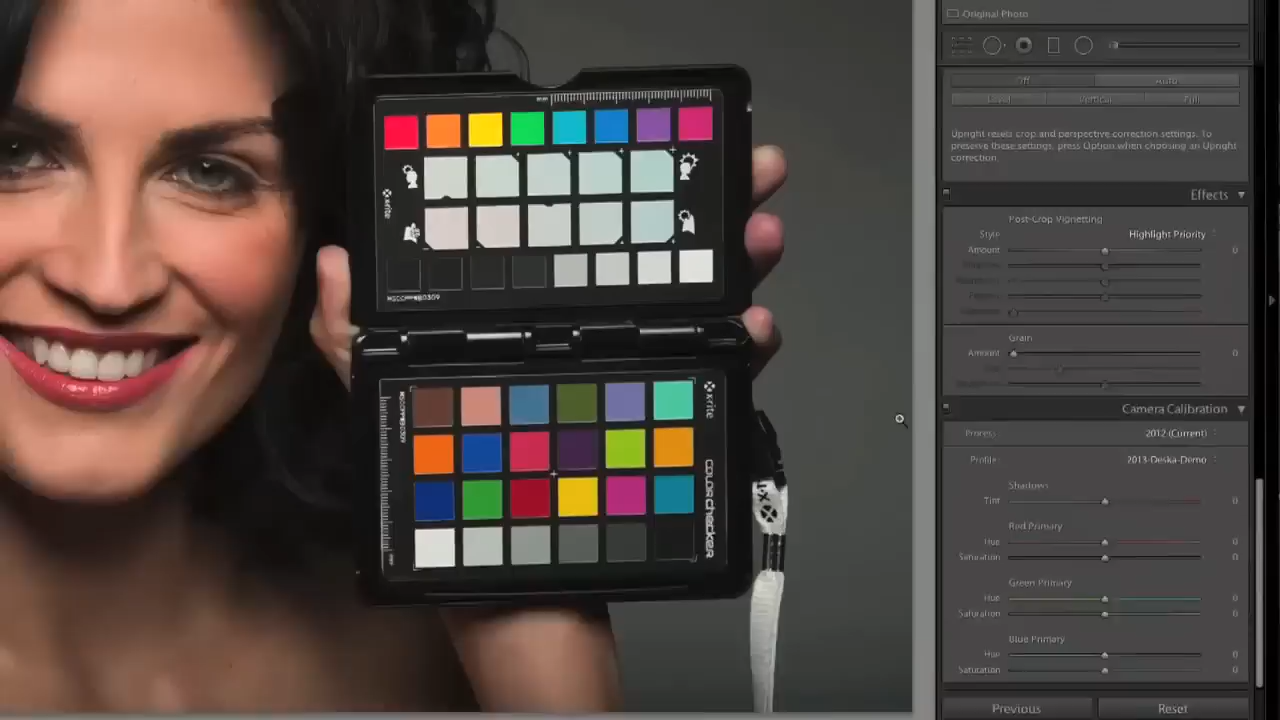 Original Photo
Off Auto
Level Vertical Full
Upright resets crop and perspective correction settings. To
preserve these settings, press Option when choosing an Upright
correction.
Effects
Post-Crop Vignetting
Style Highlight Priority
Amount 0
Grain
Amount 0
Camera Calibration
Process 2012 (Current)
Profile 2013-Deska-Demo
Shadows
Tint 0
Red Primary
Hue 0
Saturation 0
Green Primary
Hue 0
Saturation 0
Blue Primary
Hue 0
Saturation 0
Previous Reset
x-rite
x-rite
colorchecker